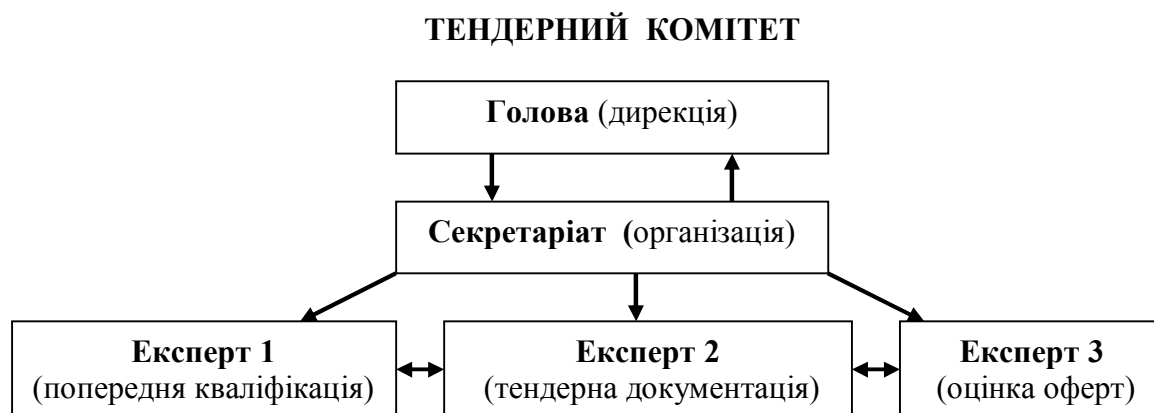 ТЕНДЕРНИЙ КОМІТЕТ
Голова (дирекція)
Секретаріат (організація)
Експерт 1
(попередня кваліфікація)
Експерт 2
(тендерна документація)
Експерт 3
(оцінка оферт)